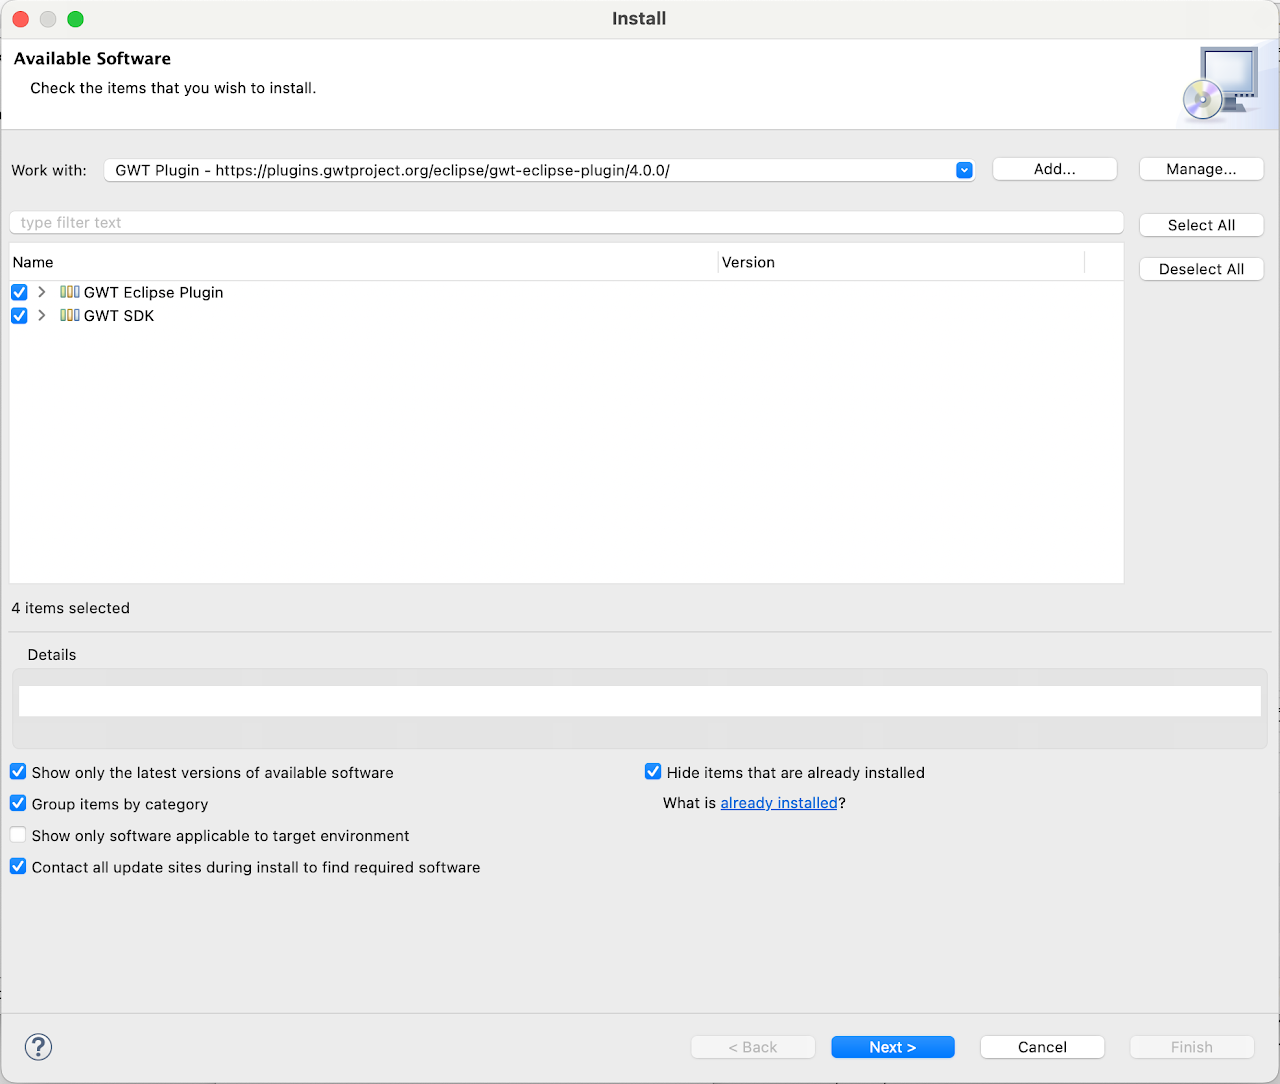 Install
Available Software
Check the items that you wish to install.
Work with: GWT Plugin - https://plugins.gwtproject.org/eclipse/gwt-eclipse-plugin/4.0.0/ Add... Manage...
type filter text Select All
Name Version Deselect All
GWT Eclipse Plugin
GWT SDK
4 items selected
Details
Show only the latest versions of available software Hide items that are already installed
Group items by category What is already installed?
Show only software applicable to target environment
Contact all update sites during install to find required software
? < Back Next > Cancel Finish